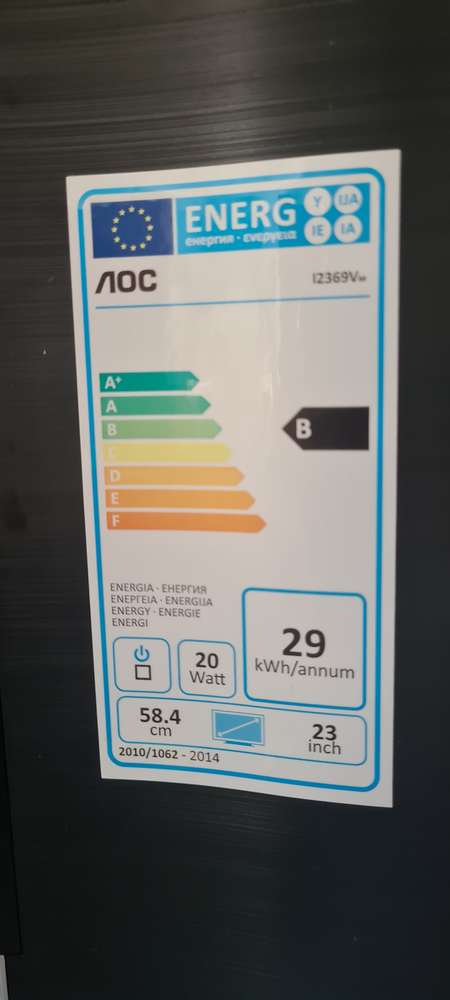 ENERG Y IJA
енергия · ενεργεια IE IA
AOC I2369VM
A+
A
B B
C
D
E
F
ENERGIA · ЕНЕРГИЯ
ΕΝΕΡΓΕΙΑ · ENERGIJA
ENERGY · ENERGIE
ENERGI
20
Watt
29
kWh/annum
58.4
cm
23
inch
2010/1062 - 2014